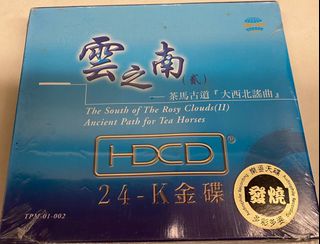 雲之南
(貳)
茶馬古道『大西北謠曲』
The South of The Rosy Clouds(II)
Ancient Path for Tea Horses
HDCD®
24-K金碟
發燒
TPM-01-002